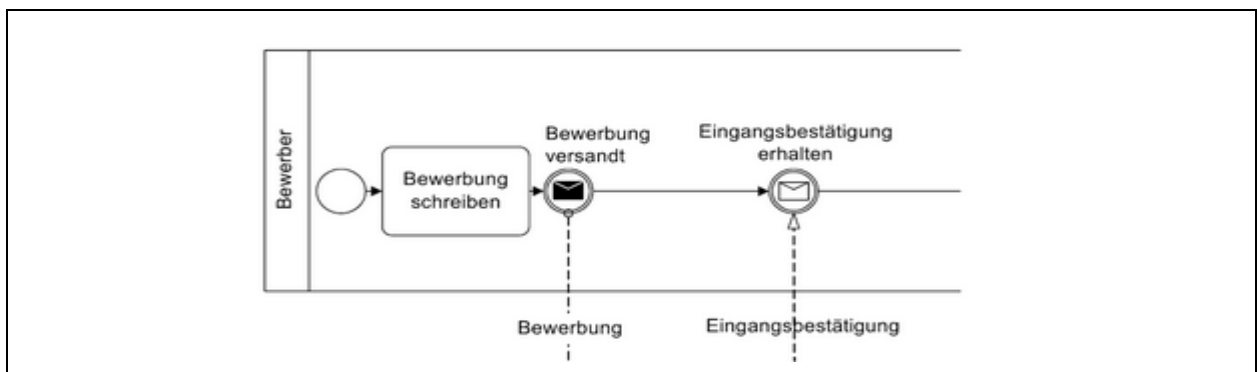 Bewerber
Bewerbung
schreiben
Bewerbung
versandt
Eingangsbestätigung
erhalten
Bewerbung
Eingangsbestätigung